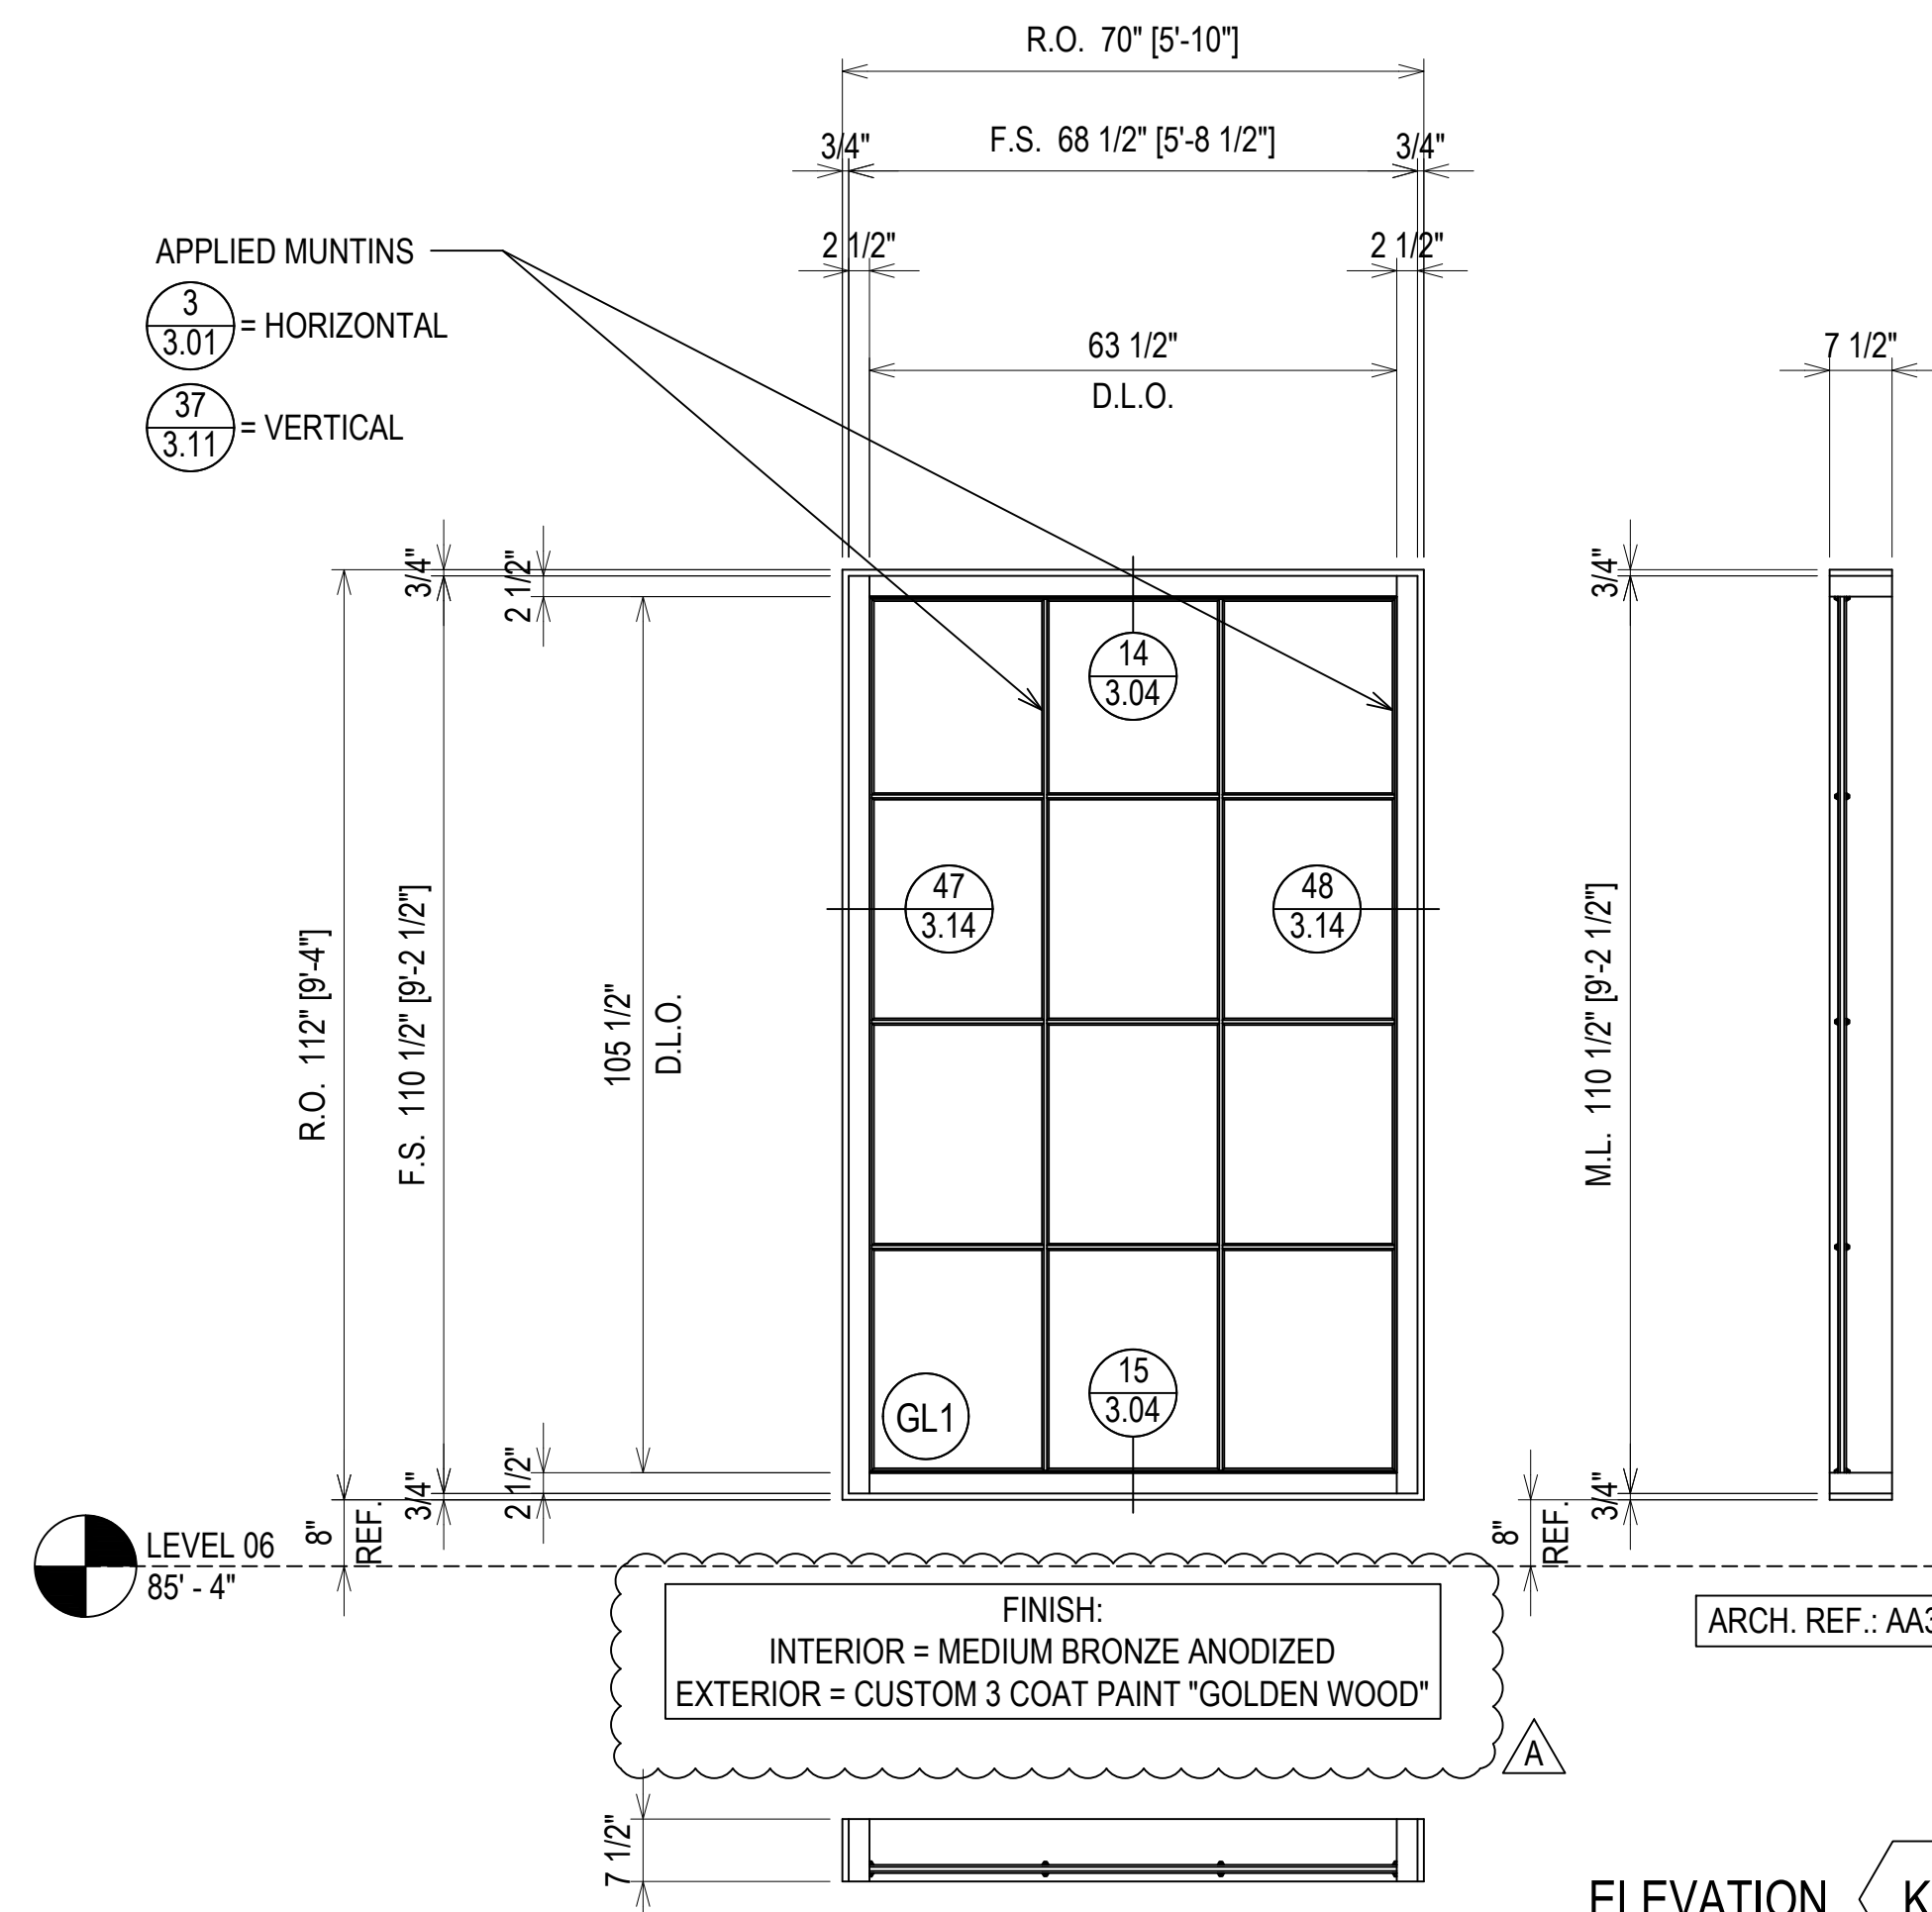 R.O. 70" [5'-10"]
3/4"
F.S. 68 1/2" [5'-8 1/2"]
3/4"
APPLIED MUNTINS
2 1/2"
2 1/2"
3
3.01
= HORIZONTAL
63 1/2"
D.L.O.
7 1/2"
37
3.11
= VERTICAL
3/4"
2 1/2"
3/4"
14
3.04
47
3.14
48
3.14
R.O. 112" [9'-4"]
F.S. 110 1/2" [9'-2 1/2"]
105 1/2"
D.L.O.
M.L. 110 1/2" [9'-2 1/2"]
GL1
15
3.04
3/4"
2 1/2"
3/4"
LEVEL 06
85' - 4"
8"
REF.
8"
REF.
FINISH:
INTERIOR = MEDIUM BRONZE ANODIZED
EXTERIOR = CUSTOM 3 COAT PAINT "GOLDEN WOOD"
A
ARCH. REF.: AA3
7 1/2"
ELEVATION
K